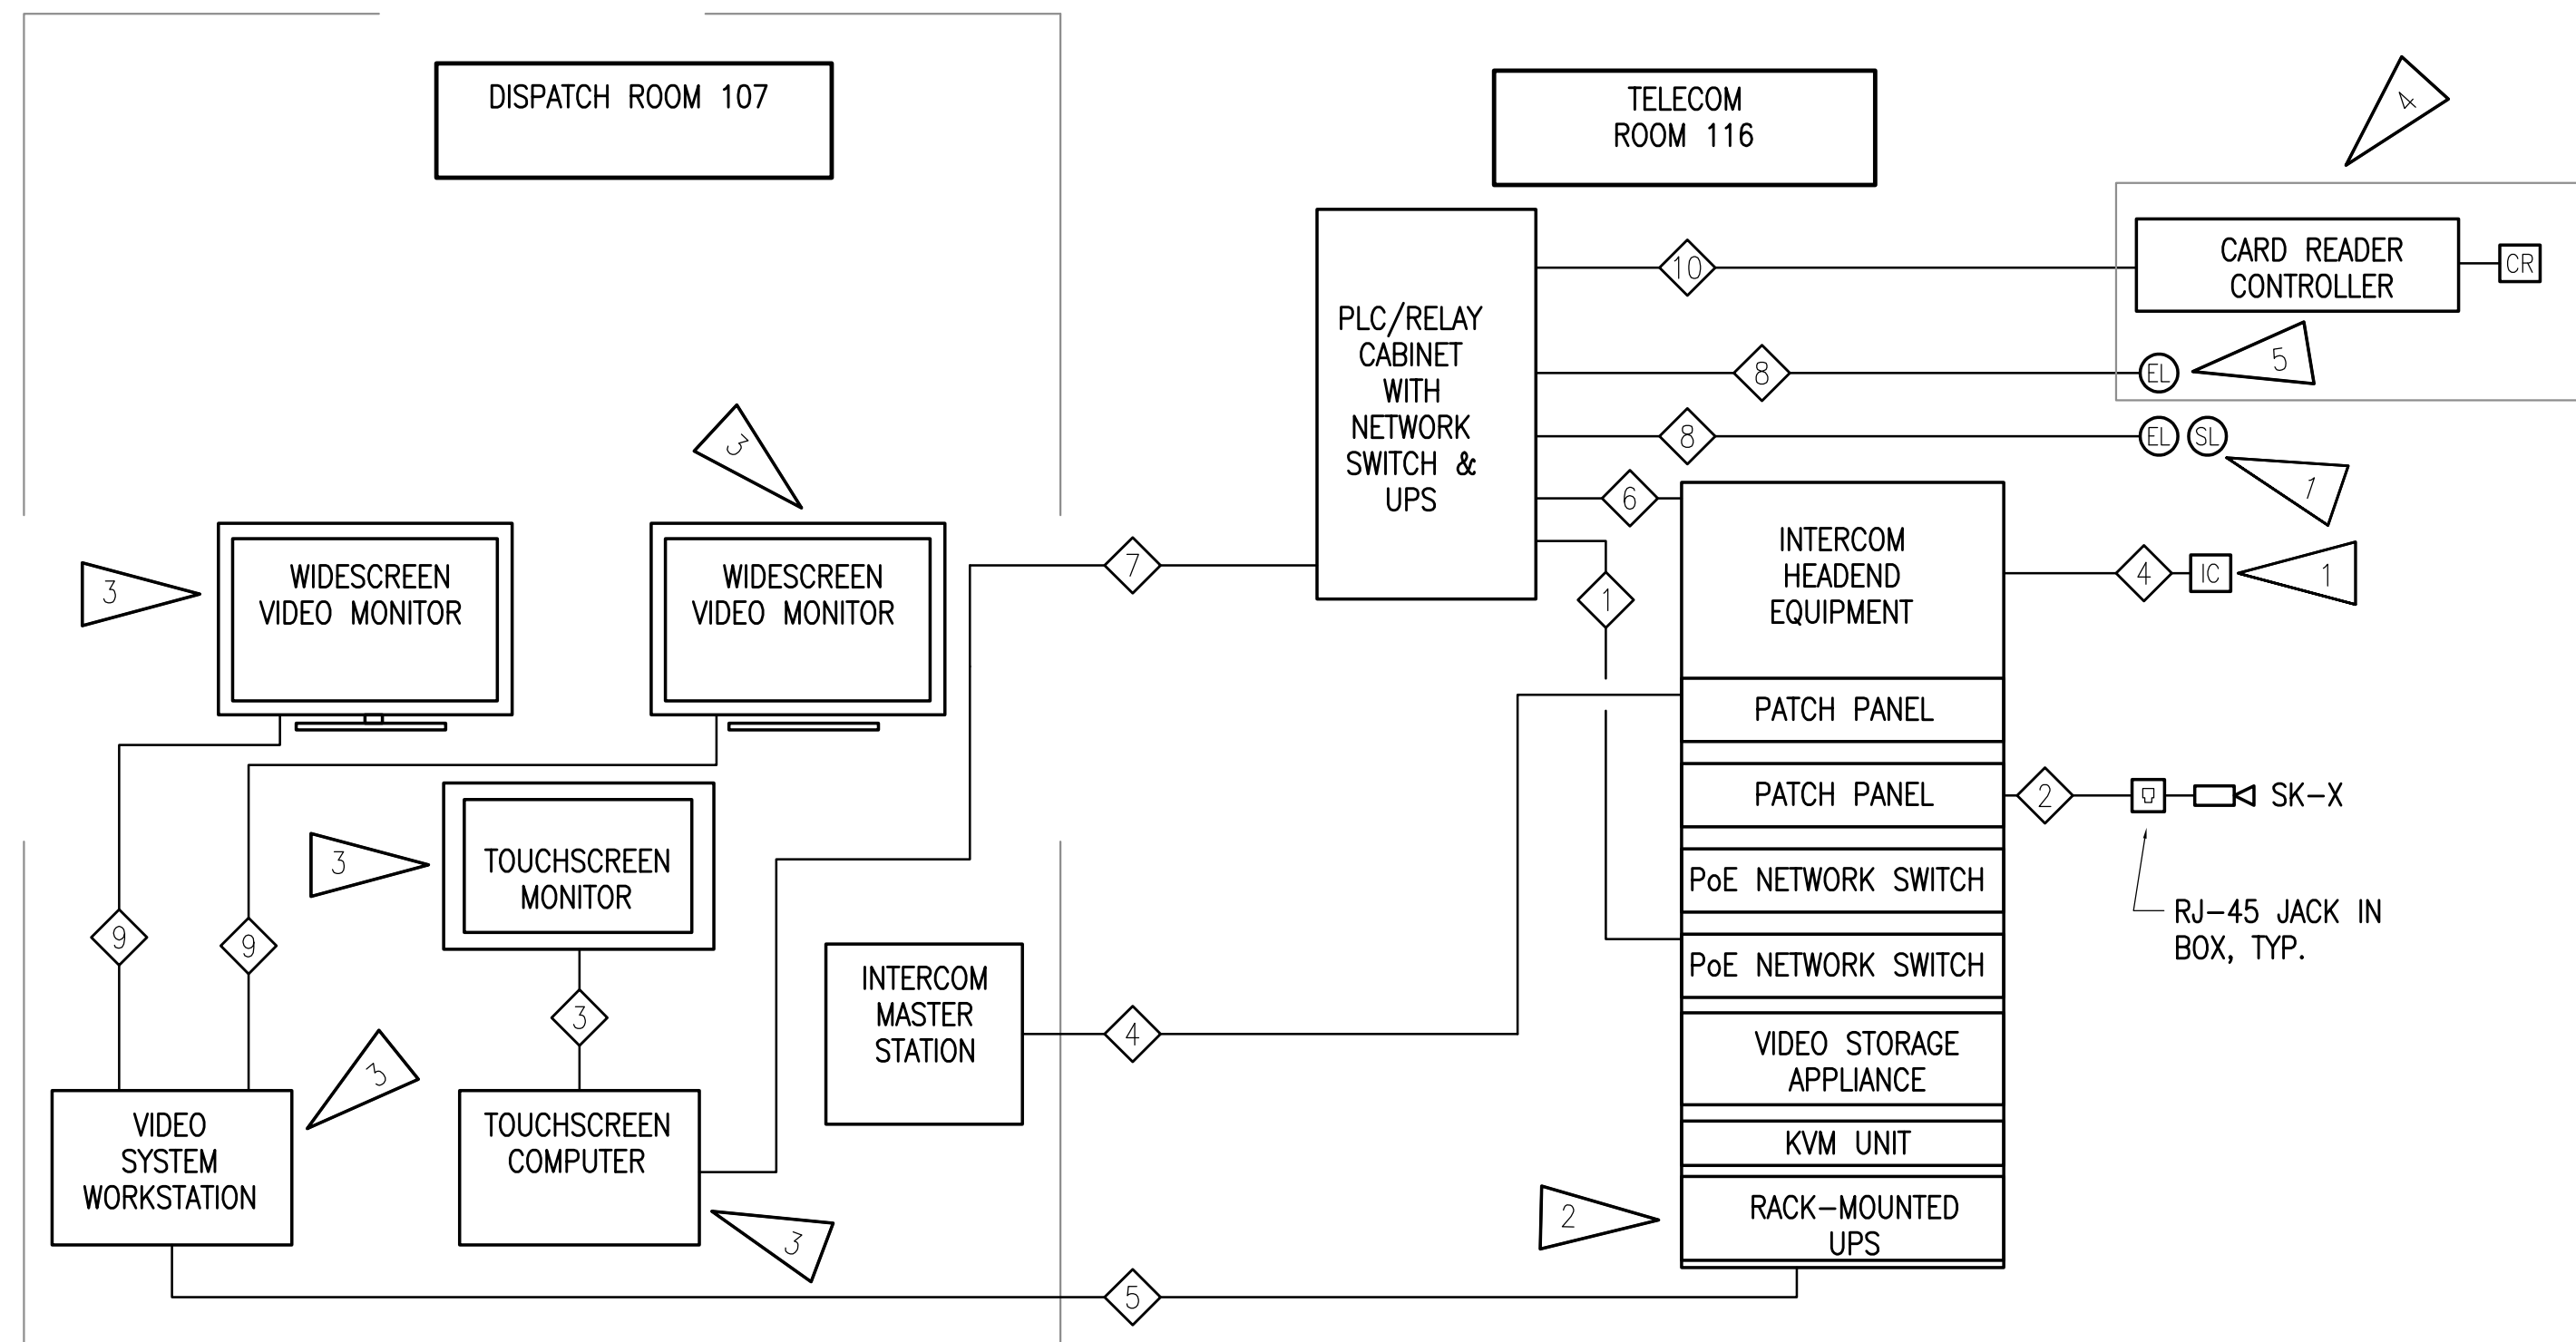 DISPATCH ROOM 107
TELECOM
ROOM 116
4
CARD READER
CONTROLLER
CR
10
PLC/RELAY
CABINET
WITH
NETWORK
SWITCH &
UPS
8
EL
5
8
EL
SL
1
6
3
WIDESCREEN
VIDEO MONITOR
3
WIDESCREEN
VIDEO MONITOR
7
1
INTERCOM
HEADEND
EQUIPMENT
4
IC
1
PATCH PANEL
PATCH PANEL
2
SK-X
RJ-45 JACK IN
BOX, TYP.
3
TOUCHSCREEN
MONITOR
PoE NETWORK SWITCH
PoE NETWORK SWITCH
9
9
3
INTERCOM
MASTER
STATION
4
VIDEO STORAGE
APPLIANCE
KVM UNIT
RACK-MOUNTED
UPS
2
VIDEO
SYSTEM
WORKSTATION
3
TOUCHSCREEN
COMPUTER
3
5